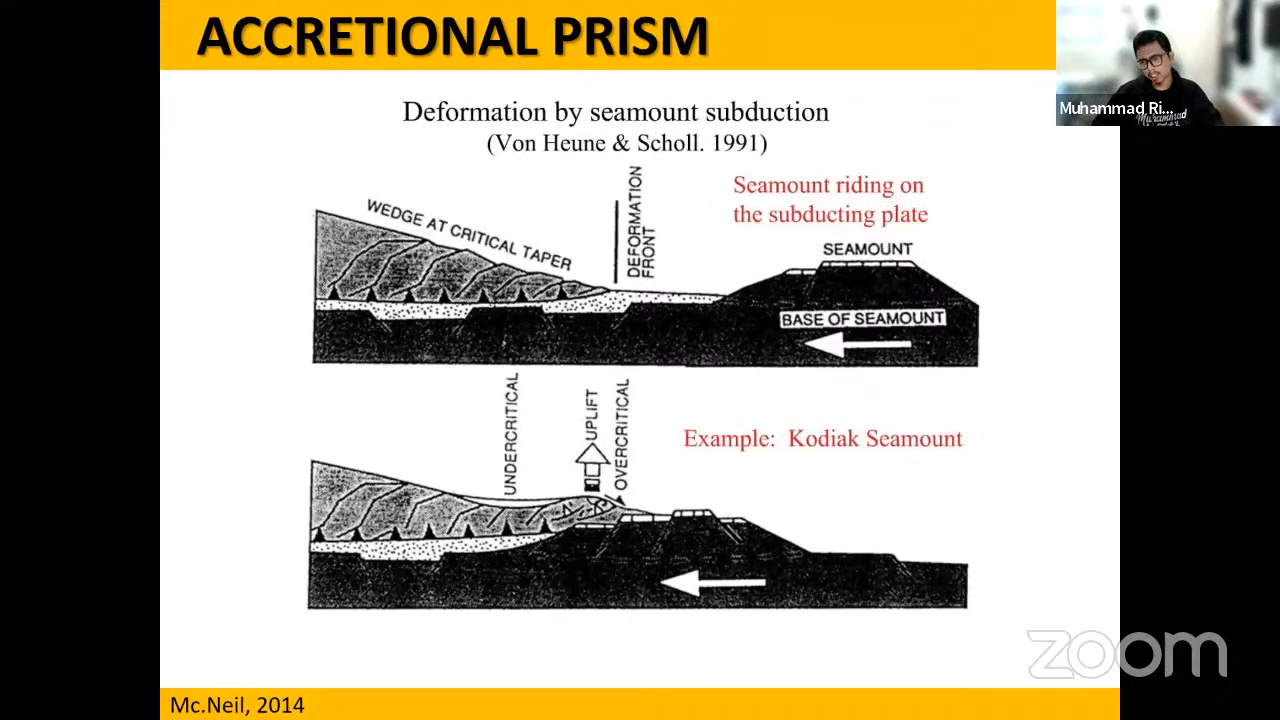 ACCRETIONAL PRISM
Muhammad Ri...
Deformation by seamount subduction
(Von Heune & Scholl. 1991)
WEDGE AT CRITICAL TAPER
DEFORMATION
FRONT
Seamount riding on
the subducting plate
SEAMOUNT
BASE OF SEAMOUNT
UNDERCRITICAL
UPLIFT
OVERCRITICAL
Example: Kodiak Seamount
zoom
Mc.Neil, 2014